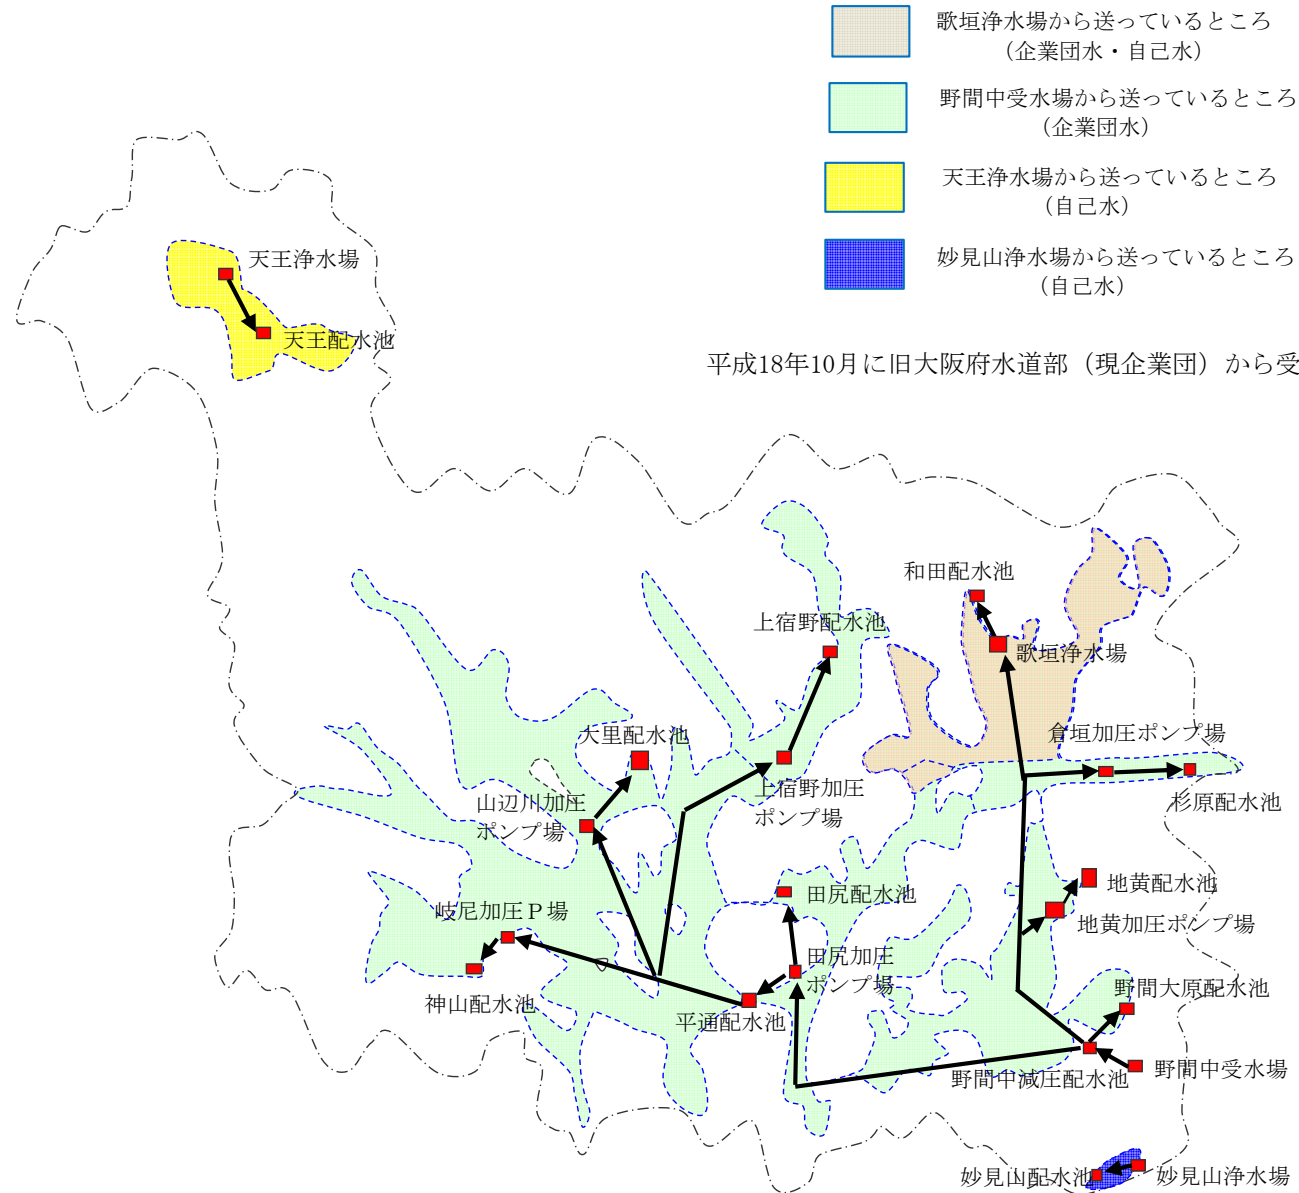 歌垣浄水場から送っているところ
（企業団水・自己水）
野間中受水場から送っているところ
（企業団水）
天王浄水場から送っているところ
（自己水）
妙見山浄水場から送っているところ
（自己水）
平成18年10月に旧大阪府水道部（現企業団）から受
天王浄水場
天王配水池
和田配水池
上宿野配水池
歌垣浄水場
倉垣加圧ポンプ場
大里配水池
上宿野加圧
ポンプ場
杉原配水池
山辺川加圧
ポンプ場
地黄配水池
田尻配水池
岐尼加圧Ｐ場
地黄加圧ポンプ場
田尻加圧
ポンプ場
野間大原配水池
神山配水池
平通配水池
野間中減圧配水池
野間中受水場
妙見山配水池
妙見山浄水場